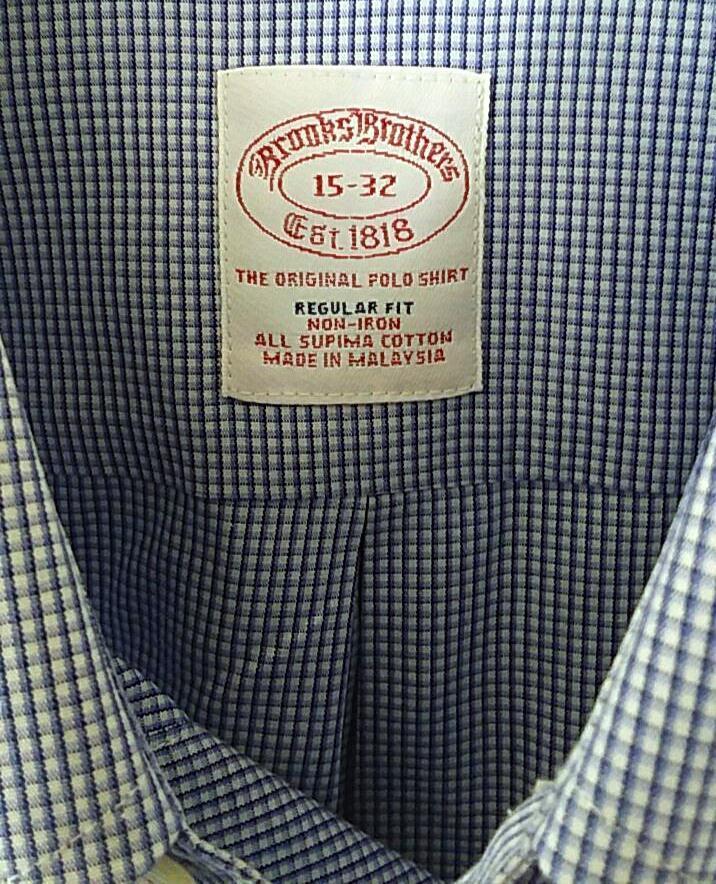 Brooks Brothers
15-32
Est. 1818
THE ORIGINAL POLO SHIRT
REGULAR FIT
NON-IRON
ALL SUPIMA COTTON
MADE IN MALAYSIA